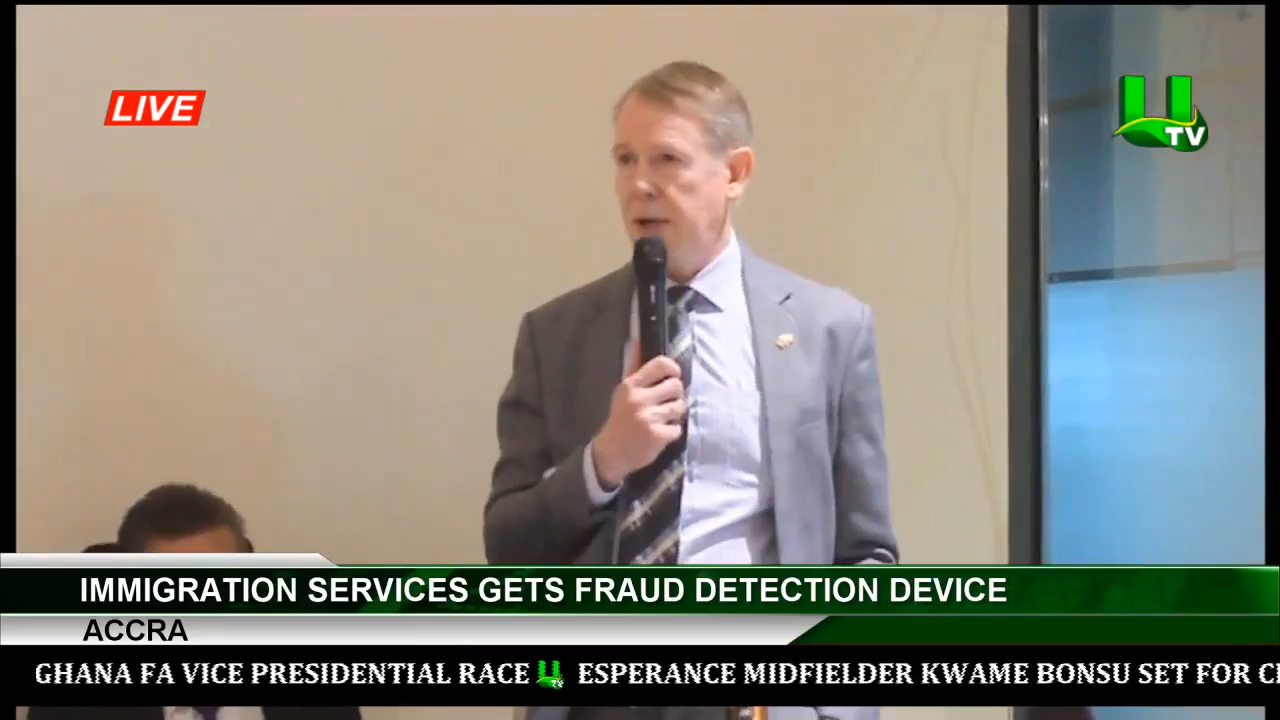 LIVE
U
TV
IMMIGRATION SERVICES GETS FRAUD DETECTION DEVICE
ACCRA
GHANA FA VICE PRESIDENTIAL RACE U TV ESPERANCE MIDFIELDER KWAME BONSU SET FOR